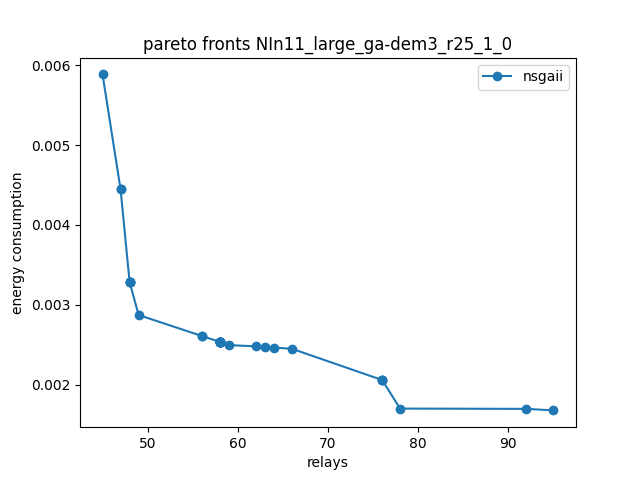 pareto fronts NIn11_large_ga-dem3_r25_1_0
nsgaii
0.006
0.005
0.004
0.003
0.002
energy consumption
50 60 70 80 90
relays